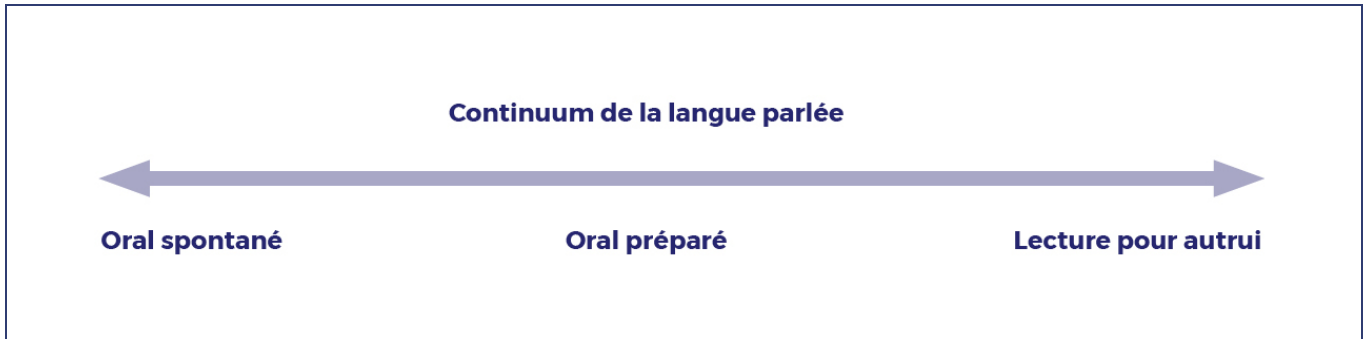 Continuum de la langue parlée
Oral spontané Oral préparé Lecture pour autrui